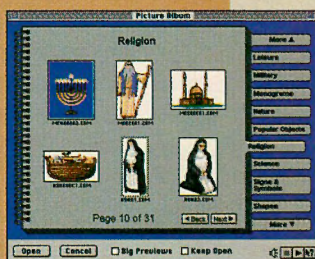 Picture Album
Religion
Page 10 of 31
◄Back
Next►
More ▲
Leisure
Military
Monograms
Nature
Popular Objects
Religion
Science
Signs &
Symbols
Shapes
More ▼
Open
Cancel
Big Previews
Keep Open